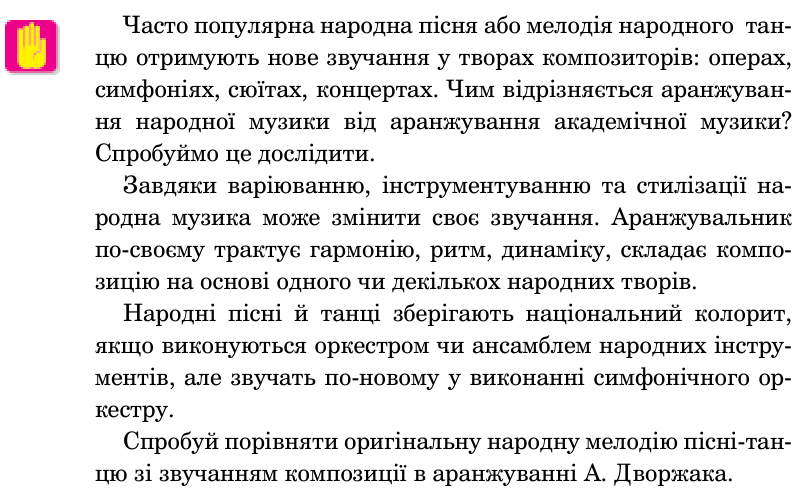 Часто популярна народна пісня або мелодія народного тан-
цю отримують нове звучання у творах композиторів: операх,
симфоніях, сюїтах, концертах. Чим відрізняється аранжуван-
ня народної музики від аранжування академічної музики?
Спробуймо це дослідити.
Завдяки варіюванню, інструментуванню та стилізації на-
родна музика може змінити своє звучання. Аранжувальник
по-своєму трактує гармонію, ритм, динаміку, складає компо-
зицію на основі одного чи декількох народних творів.
Народні пісні й танці зберігають національний колорит,
якщо виконуються оркестром чи ансамблем народних інстру-
ментів, але звучать по-новому у виконанні симфонічного ор-
кестру.
Спробуй порівняти оригінальну народну мелодію пісні-тан-
цю зі звучанням композиції в аранжуванні А. Дворжака.